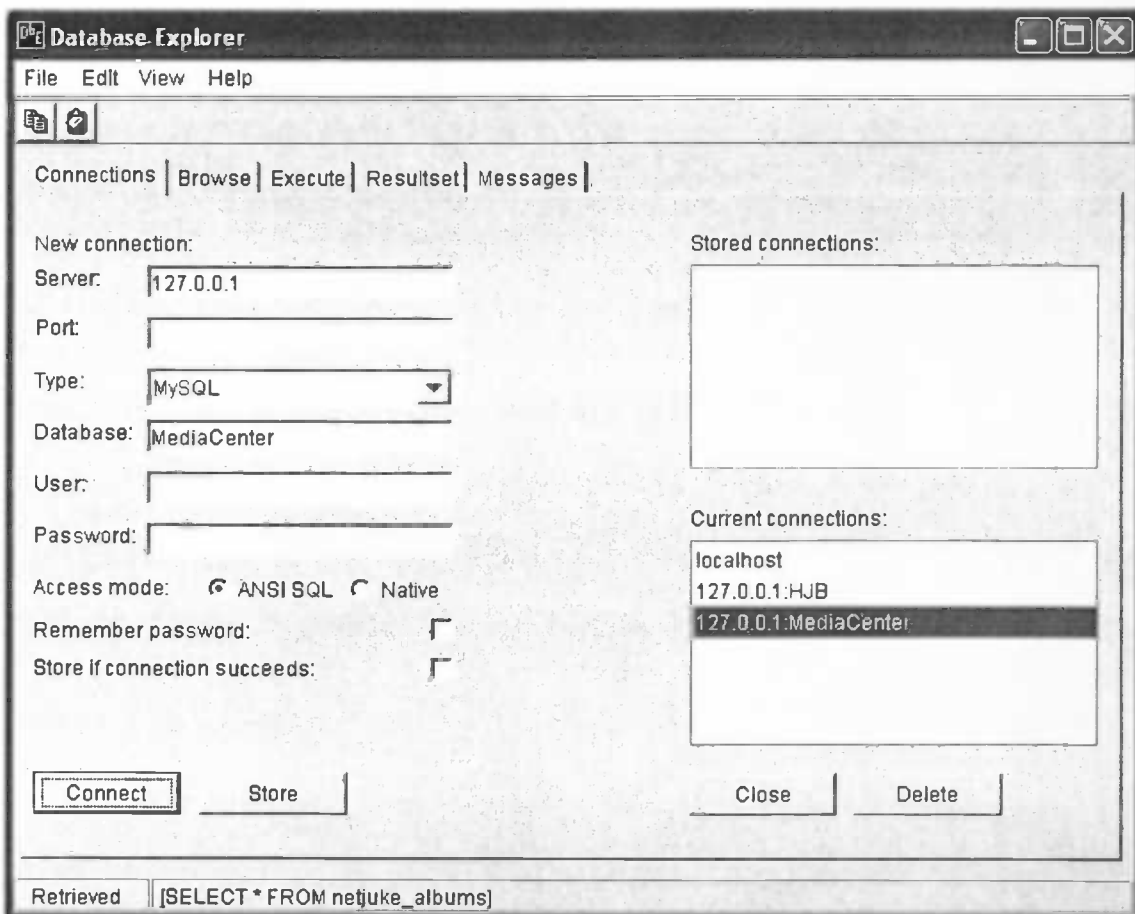 DbE Database Explorer
File Edit View Help
Connections Browse Execute Resultset Messages
New connection:
Server: 127.0.0.1
Port:
Type: MySQL
Database: MediaCenter
User:
Password:
Access mode: ANSI SQL Native
Remember password:
Store if connection succeeds:
Connect Store
Stored connections:
Current connections:
localhost
127.0.0.1:HJB
127.0.0.1:MediaCenter
Close Delete
Retrieved [SELECT * FROM netjuke_albums]